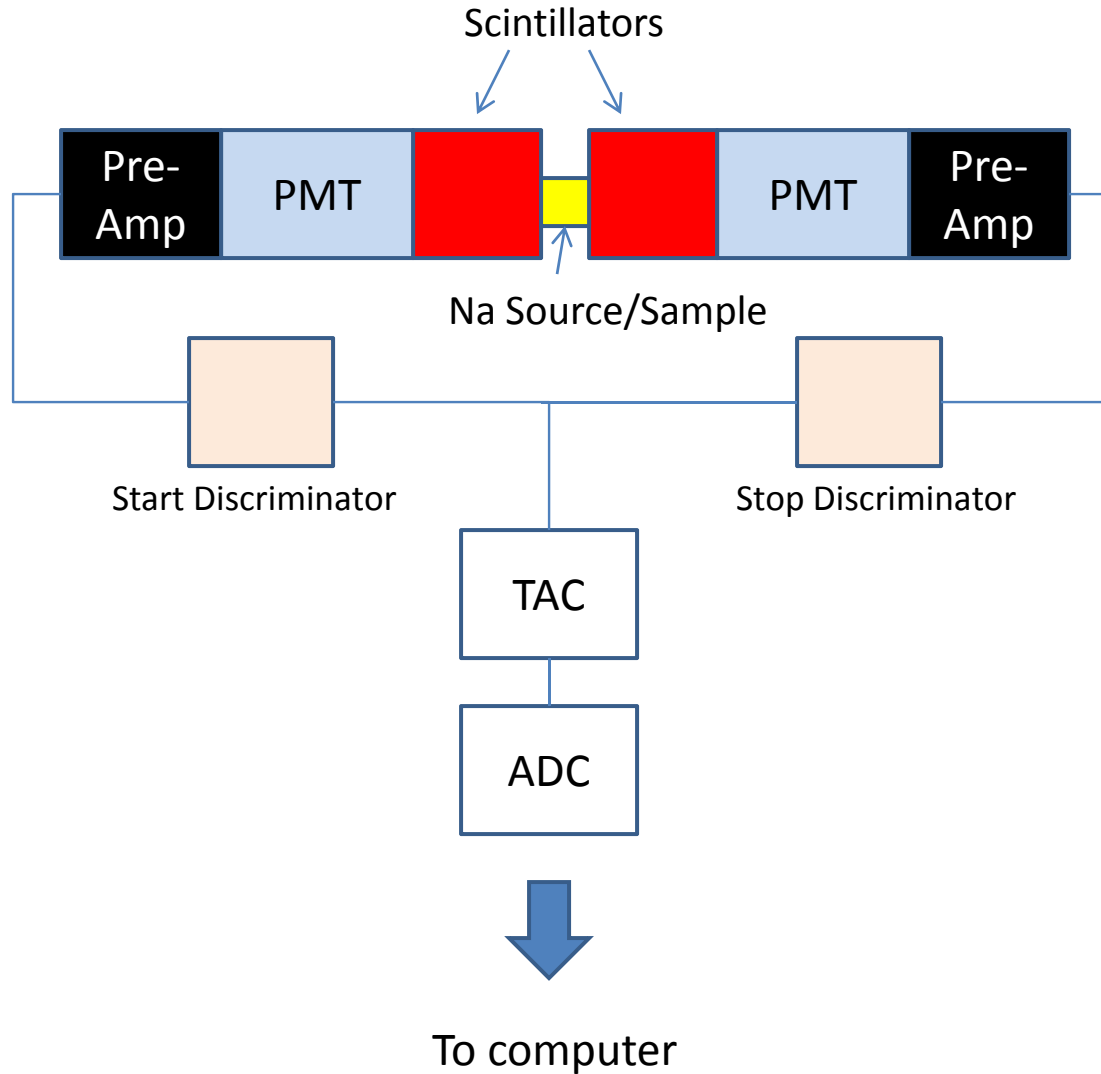 Scintillators
Pre-
Amp
PMT
PMT
Pre-
Amp
Na Source/Sample
Start Discriminator
Stop Discriminator
TAC
ADC
To computer